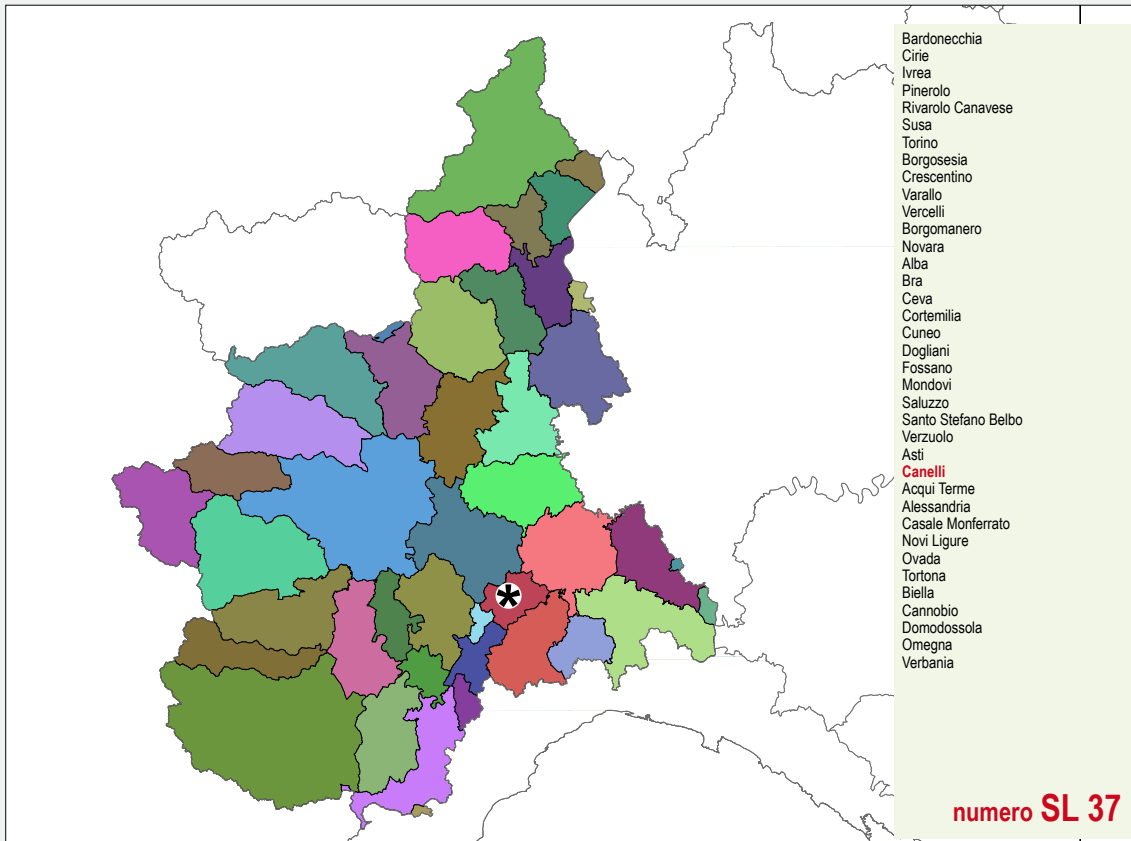 Bardonecchia
Cirie
Ivrea
Pinerolo
Rivarolo Canavese
Susa
Torino
Borgosesia
Crescentino
Varallo
Vercelli
Borgomanero
Novara
Alba
Bra
Ceva
Cortemilia
Cuneo
Dogliani
Fossano
Mondovi
Saluzzo
Santo Stefano Belbo
Verzuolo
Asti
Canelli
Acqui Terme
Alessandria
Casale Monferrato
Novi Ligure
Ovada
Tortona
Biella
Cannobio
Domodossola
Omegna
Verbania
numero SL 37